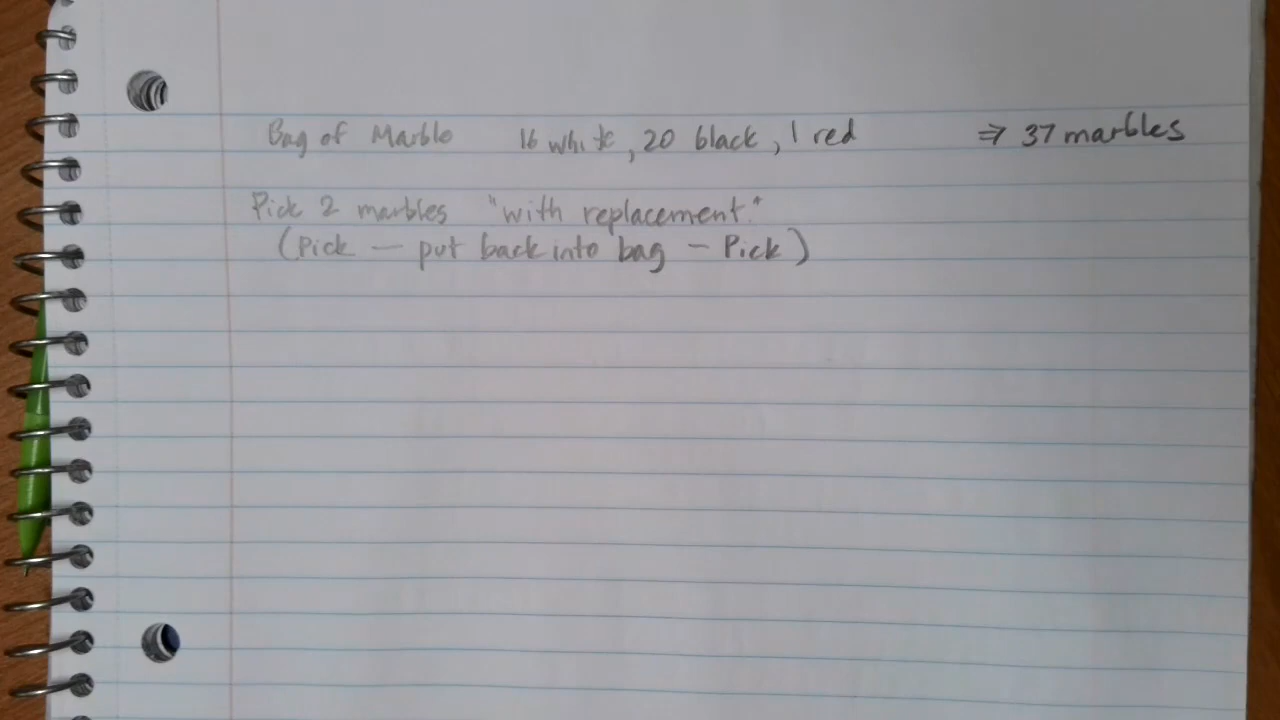 Bag of Marble 16 white, 20 black, 1 red ⇒ 37 marbles
Pick 2 marbles "with replacement."
(Pick — put back into bag — Pick)